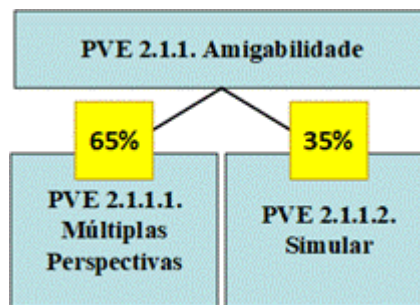 PVE 2.1.1. Amigabilidade
65%
35%
PVE 2.1.1.1.
Múltiplas
Perspectivas
PVE 2.1.1.2.
Simular